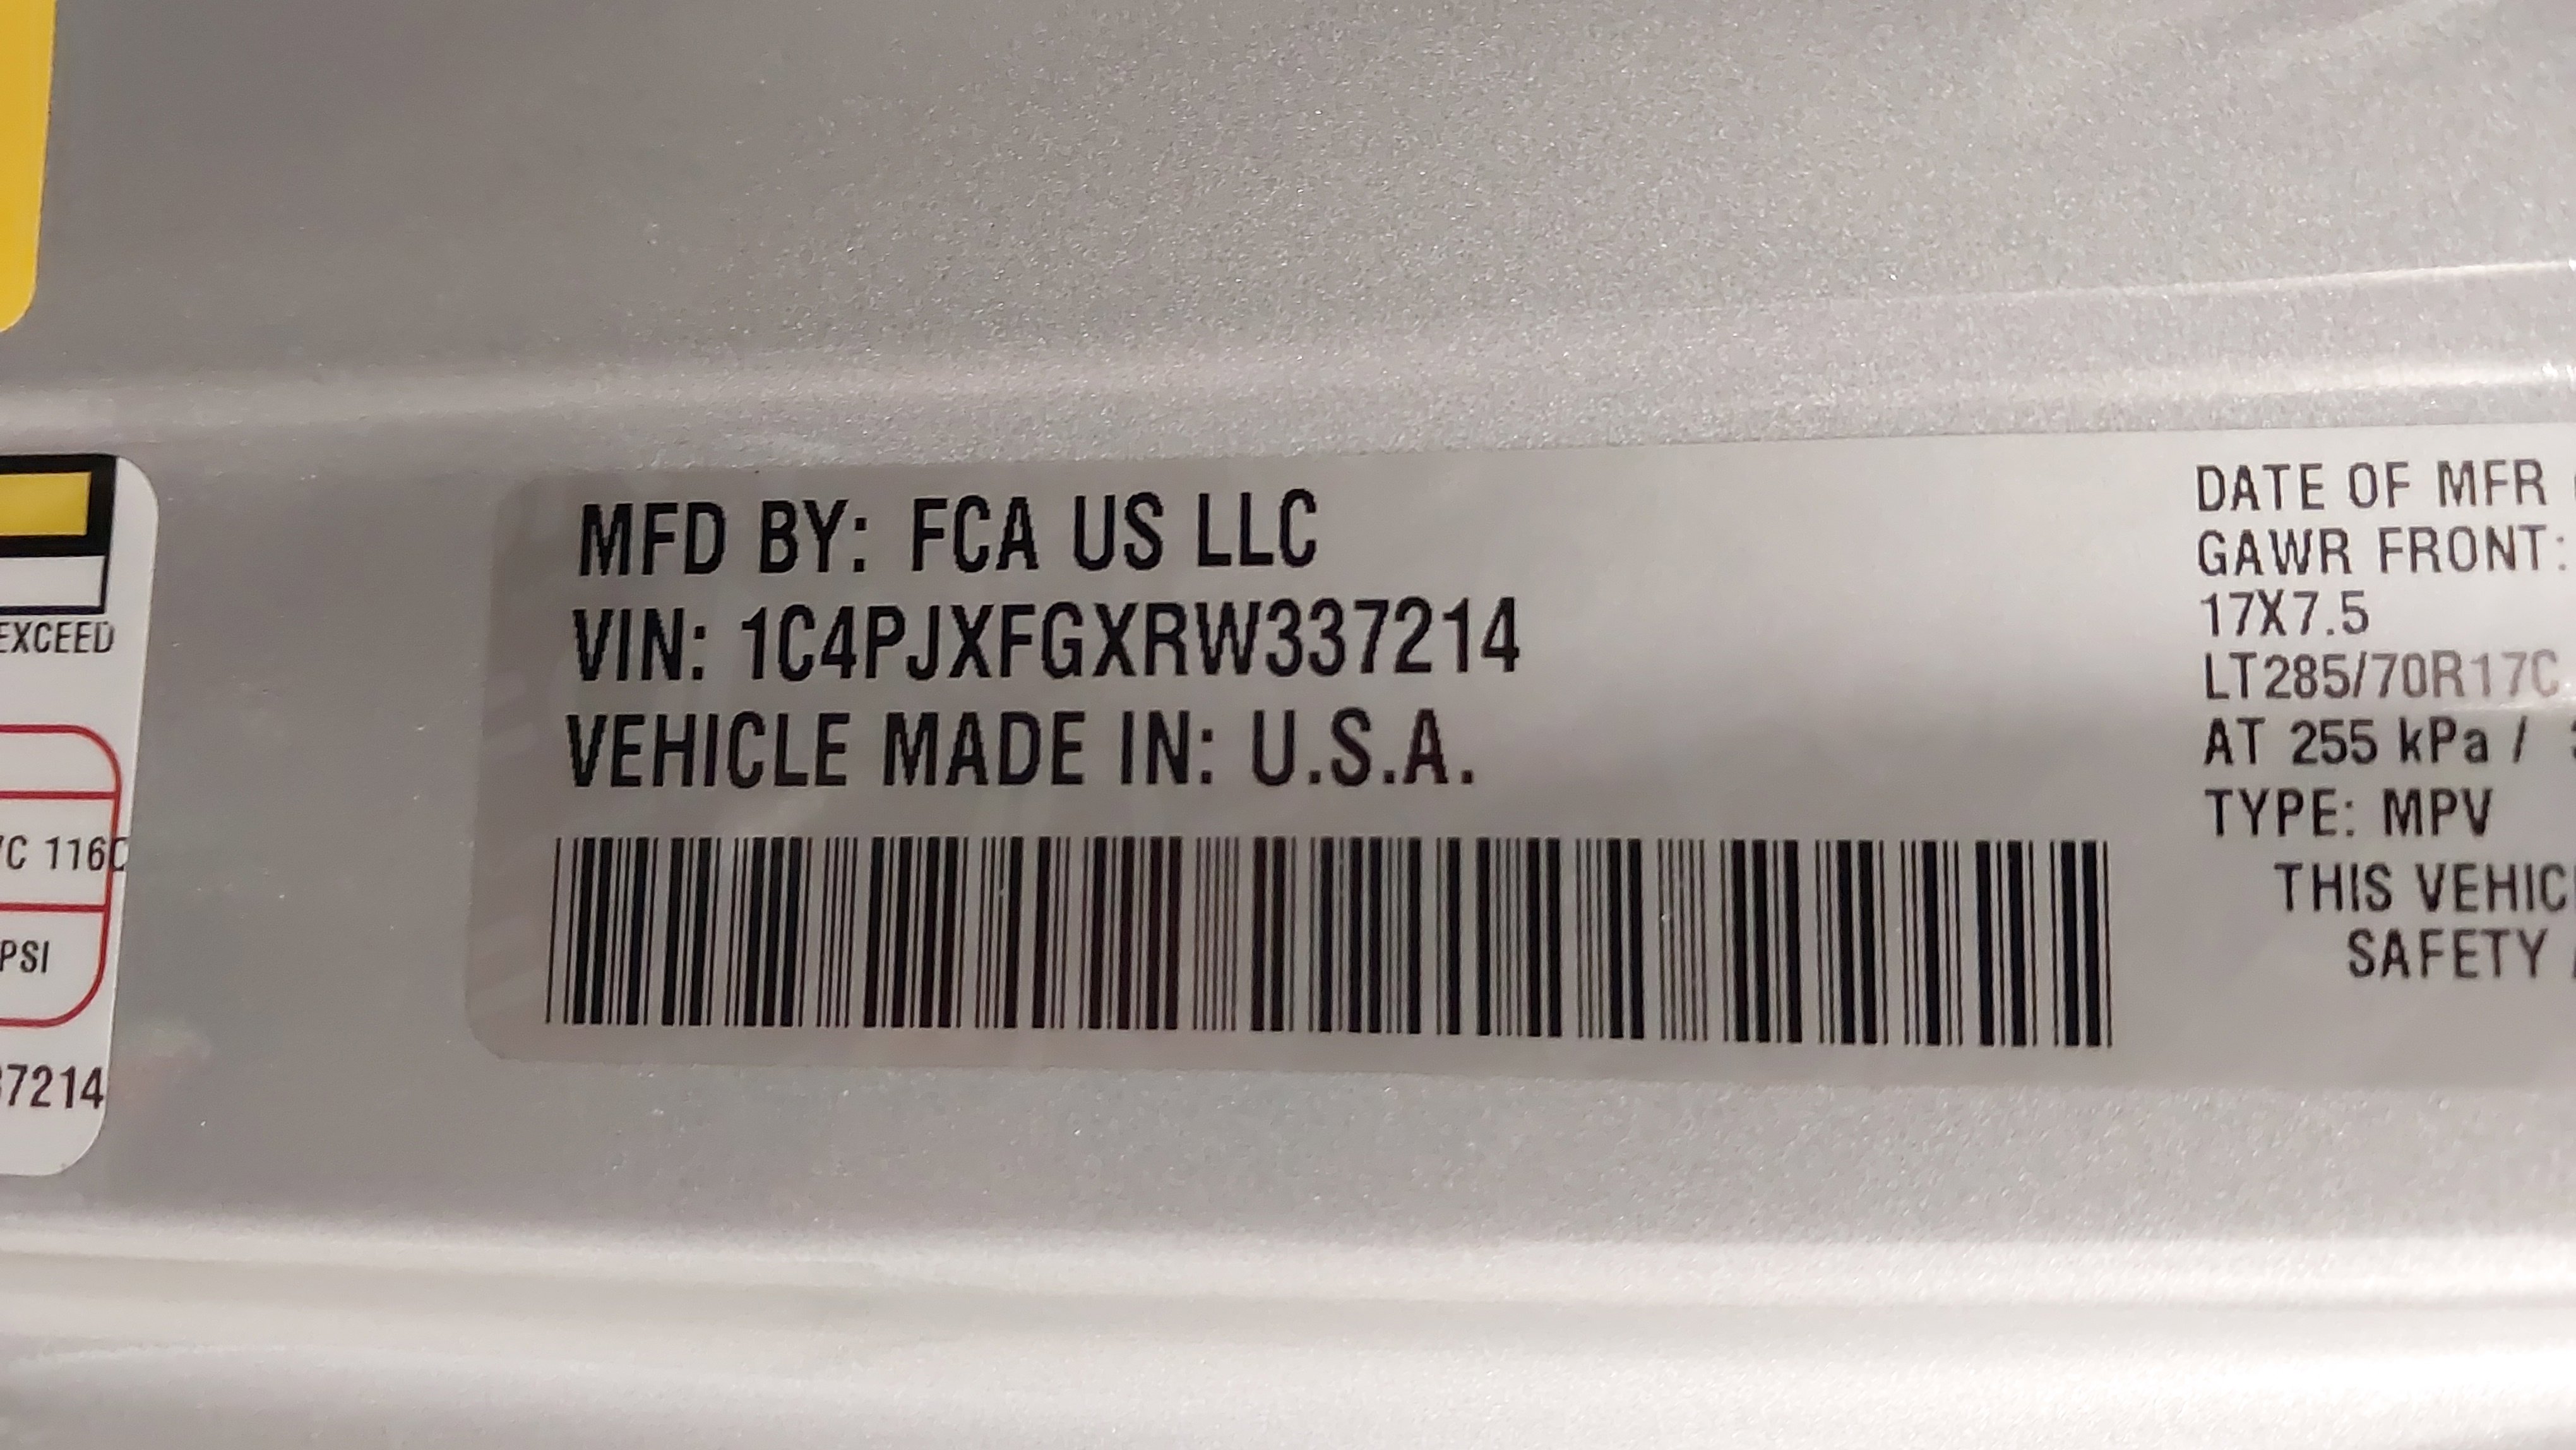 EXCEED
C 116C
PSI
7214
MFD BY: FCA US LLC
VIN: 1C4PJXFGXRW337214
VEHICLE MADE IN: U.S.A.
DATE OF MFR
GAWR FRONT:
17X7.5
LT285/70R17C
AT 255 kPa /
TYPE: MPV
THIS VEHIC
SAFETY